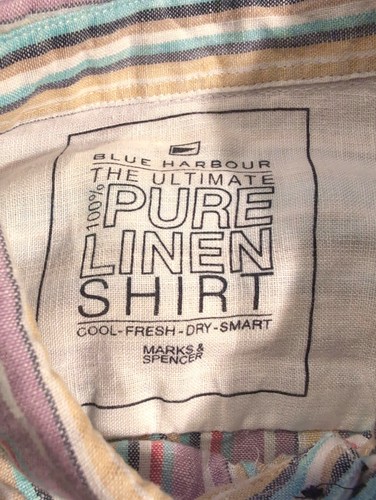 BLUE HARBOUR
THE ULTIMATE
100% PURE
LINEN
SHIRT
COOL-FRESH-DRY-SMART
MARKS &
SPENCER